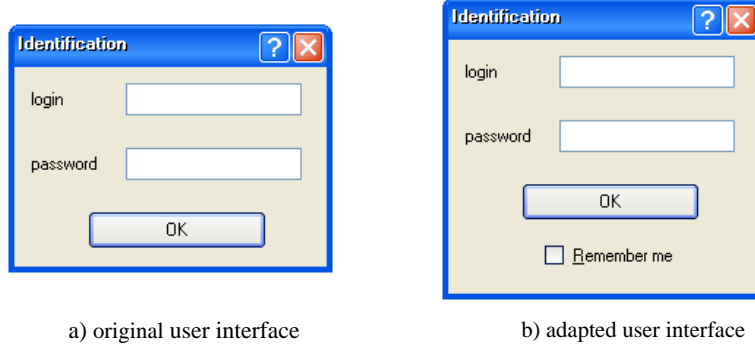 Identification ?
login
password
OK
a) original user interface
Identification ?
login
password
OK
Remember me
b) adapted user interface